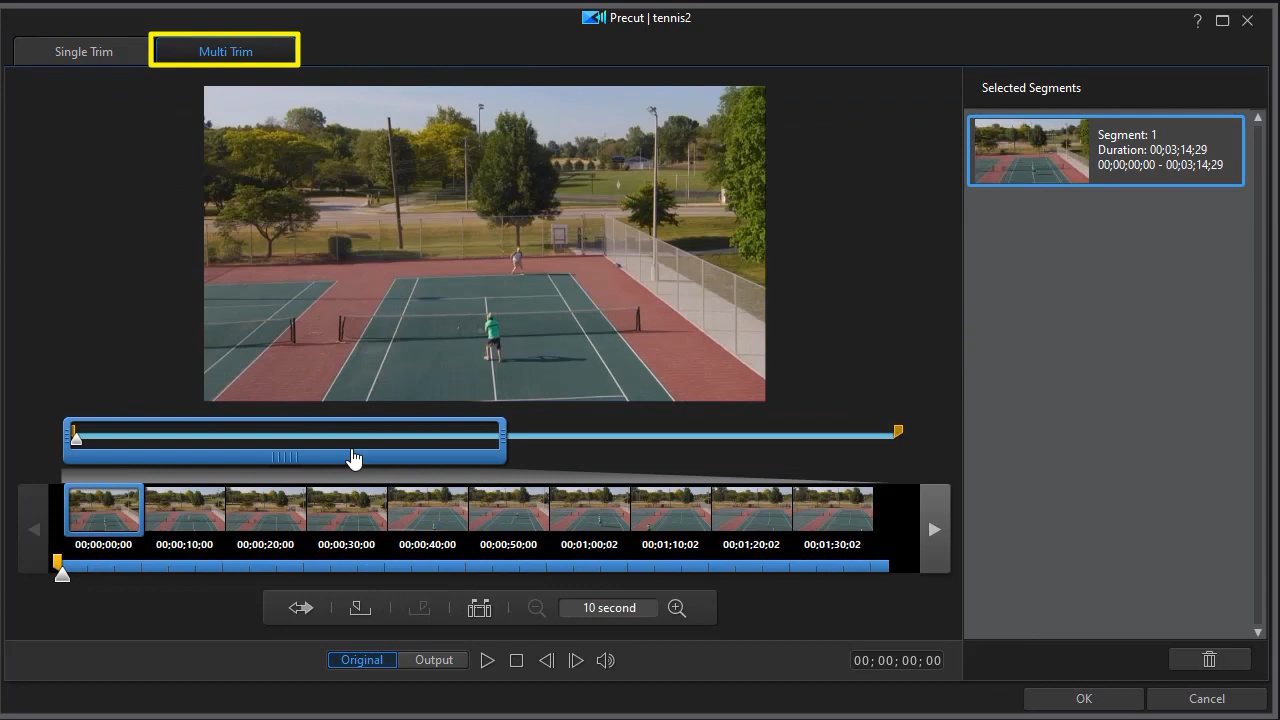 Precut | tennis2
?
Single Trim
Multi Trim
Selected Segments
Segment: 1
Duration: 00;03;14;29
00;00;00;00 - 00;03;14;29
00;00;00;00 00;00;10;00 00;00;20;00 00;00;30;00 00;00;40;00 00;00;50;00 00;01;00;02 00;01;10;02 00;01;20;02 00;01;30;02
10 second
Original Output 00; 00; 00; 00
OK Cancel